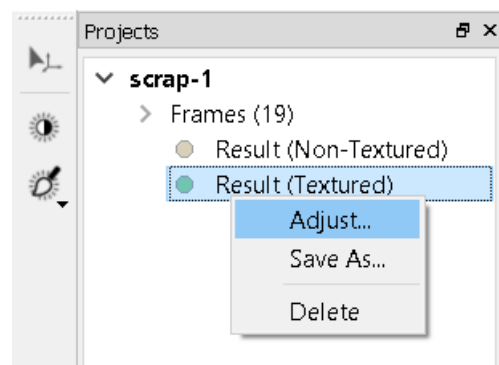 Projects
scrap-1
Frames (19)
Result (Non-Textured)
Result (Textured)
Adjust...
Save As...
Delete